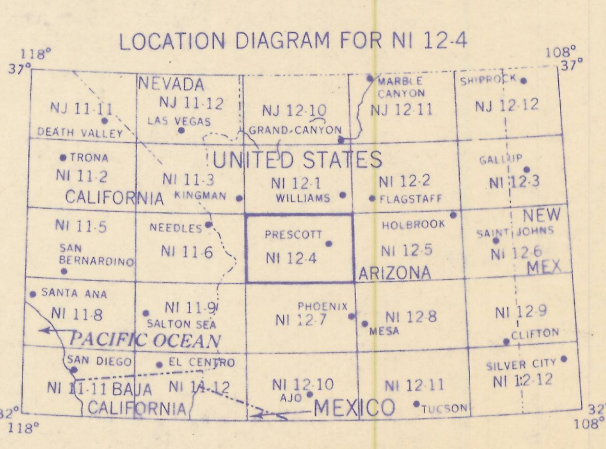 LOCATION DIAGRAM FOR NI 12-4
118°
108°
37°
37°
NEVADA
MARBLE
CANYON
SHIPROCK
NJ 11-11
NJ 11-12
NJ 12-10
NJ 12-11
NJ 12-12
DEATH VALLEY
LAS VEGAS
GRAND CANYON
UNITED STATES
TRONA
GALLUP
NI 11-2
NI 11-3
NI 12-1
NI 12-2
NI 12-3
CALIFORNIA
KINGMAN
WILLIAMS
FLAGSTAFF
NI 11-5
NEEDLES
PRESCOTT
HOLBROOK
NEW
SAINT JOHNS
SAN
BERNARDINO
NI 11-6
NI 12-4
NI 12-5
NI 12-6
ARIZONA
MEX
SANTA ANA
NI 11-8
NI 11-9
SALTON SEA
PHOENIX
NI 12-7
NI 12-8
MESA
NI 12-9
CLIFTON
PACIFIC OCEAN
SAN DIEGO
EL CENTRO
SILVER CITY
NI 11-11
BAJA
CALIFORNIA
NI 11-12
NI 12-10
AJO
NI 12-11
NI 12-12
MEXICO
TUCSON
32°
32°
118°
108°